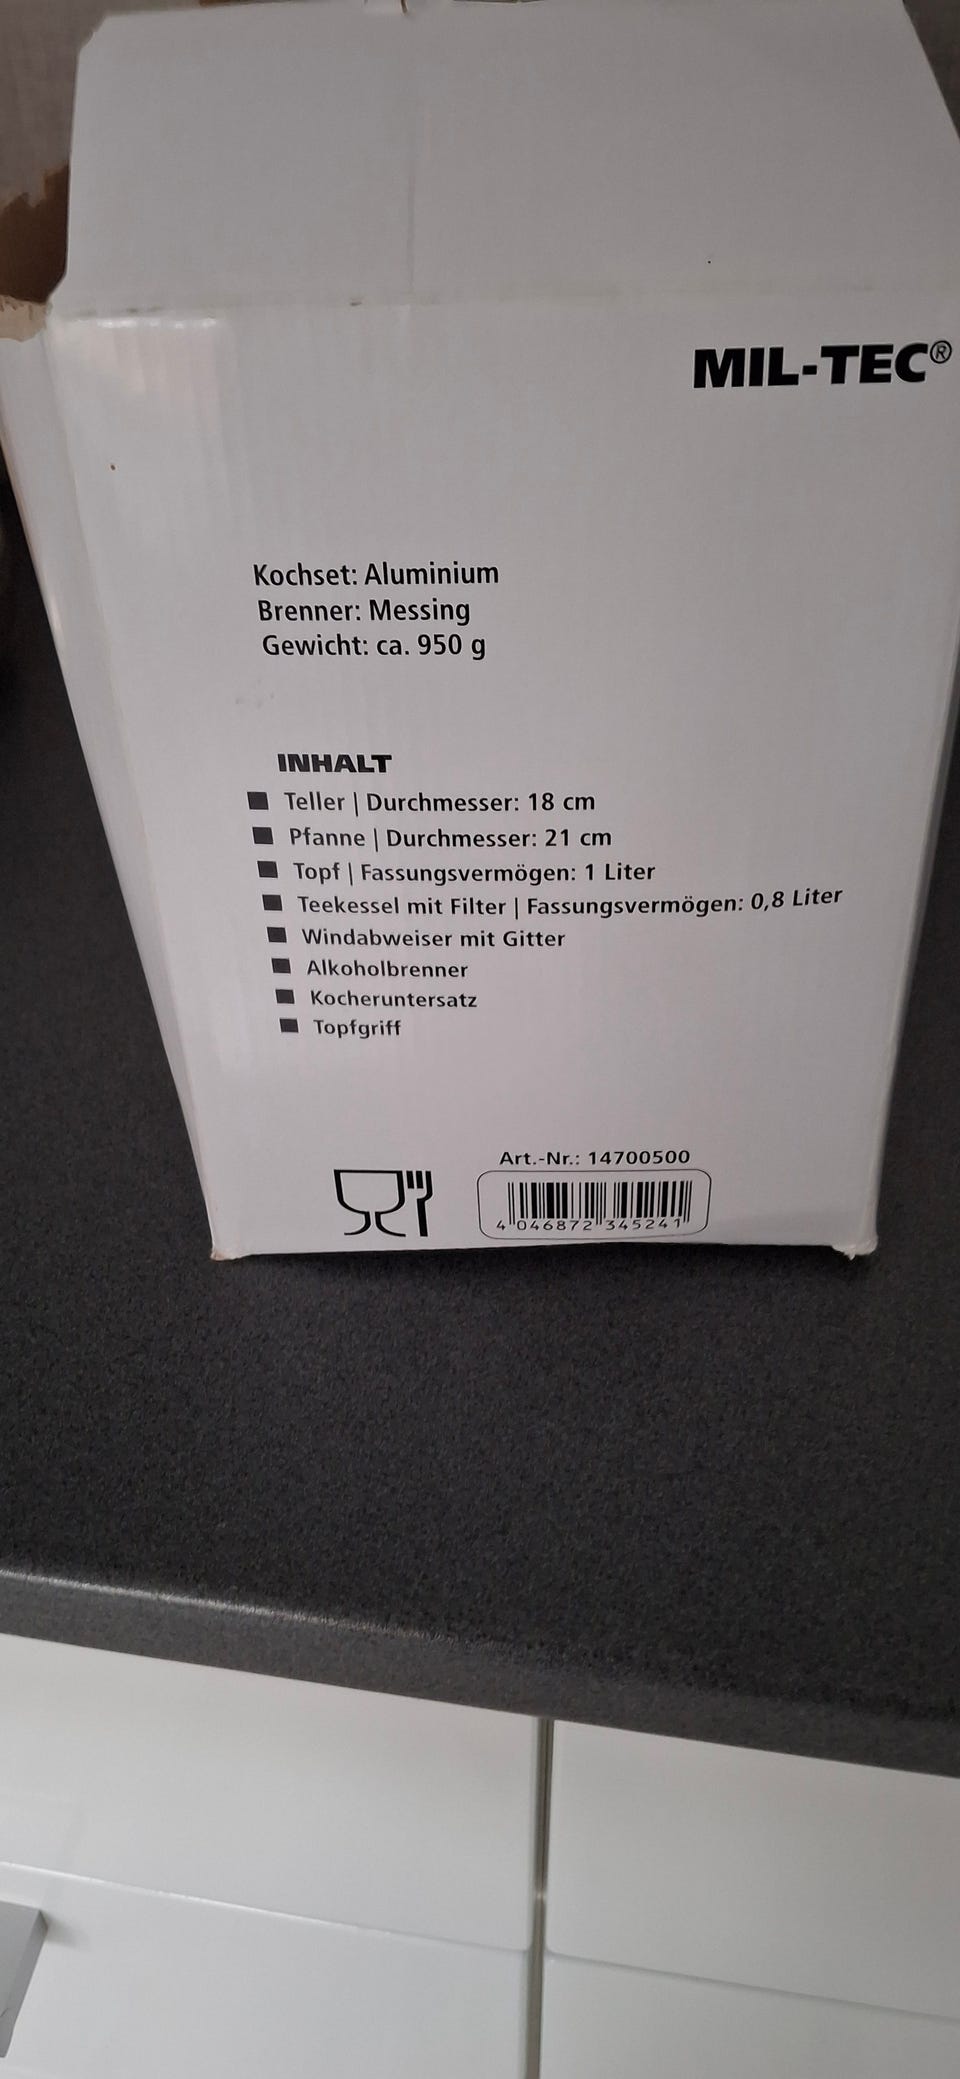 MIL-TEC®
Kochset: Aluminium
Brenner: Messing
Gewicht: ca. 950 g
INHALT
■ Teller | Durchmesser: 18 cm
■ Pfanne | Durchmesser: 21 cm
■ Topf | Fassungsvermögen: 1 Liter
■ Teekessel mit Filter | Fassungsvermögen: 0,8 Liter
■ Windabweiser mit Gitter
■ Alkoholbrenner
■ Kocheruntersatz
■ Topfgriff
Art.-Nr.: 14700500
4 046872 345241